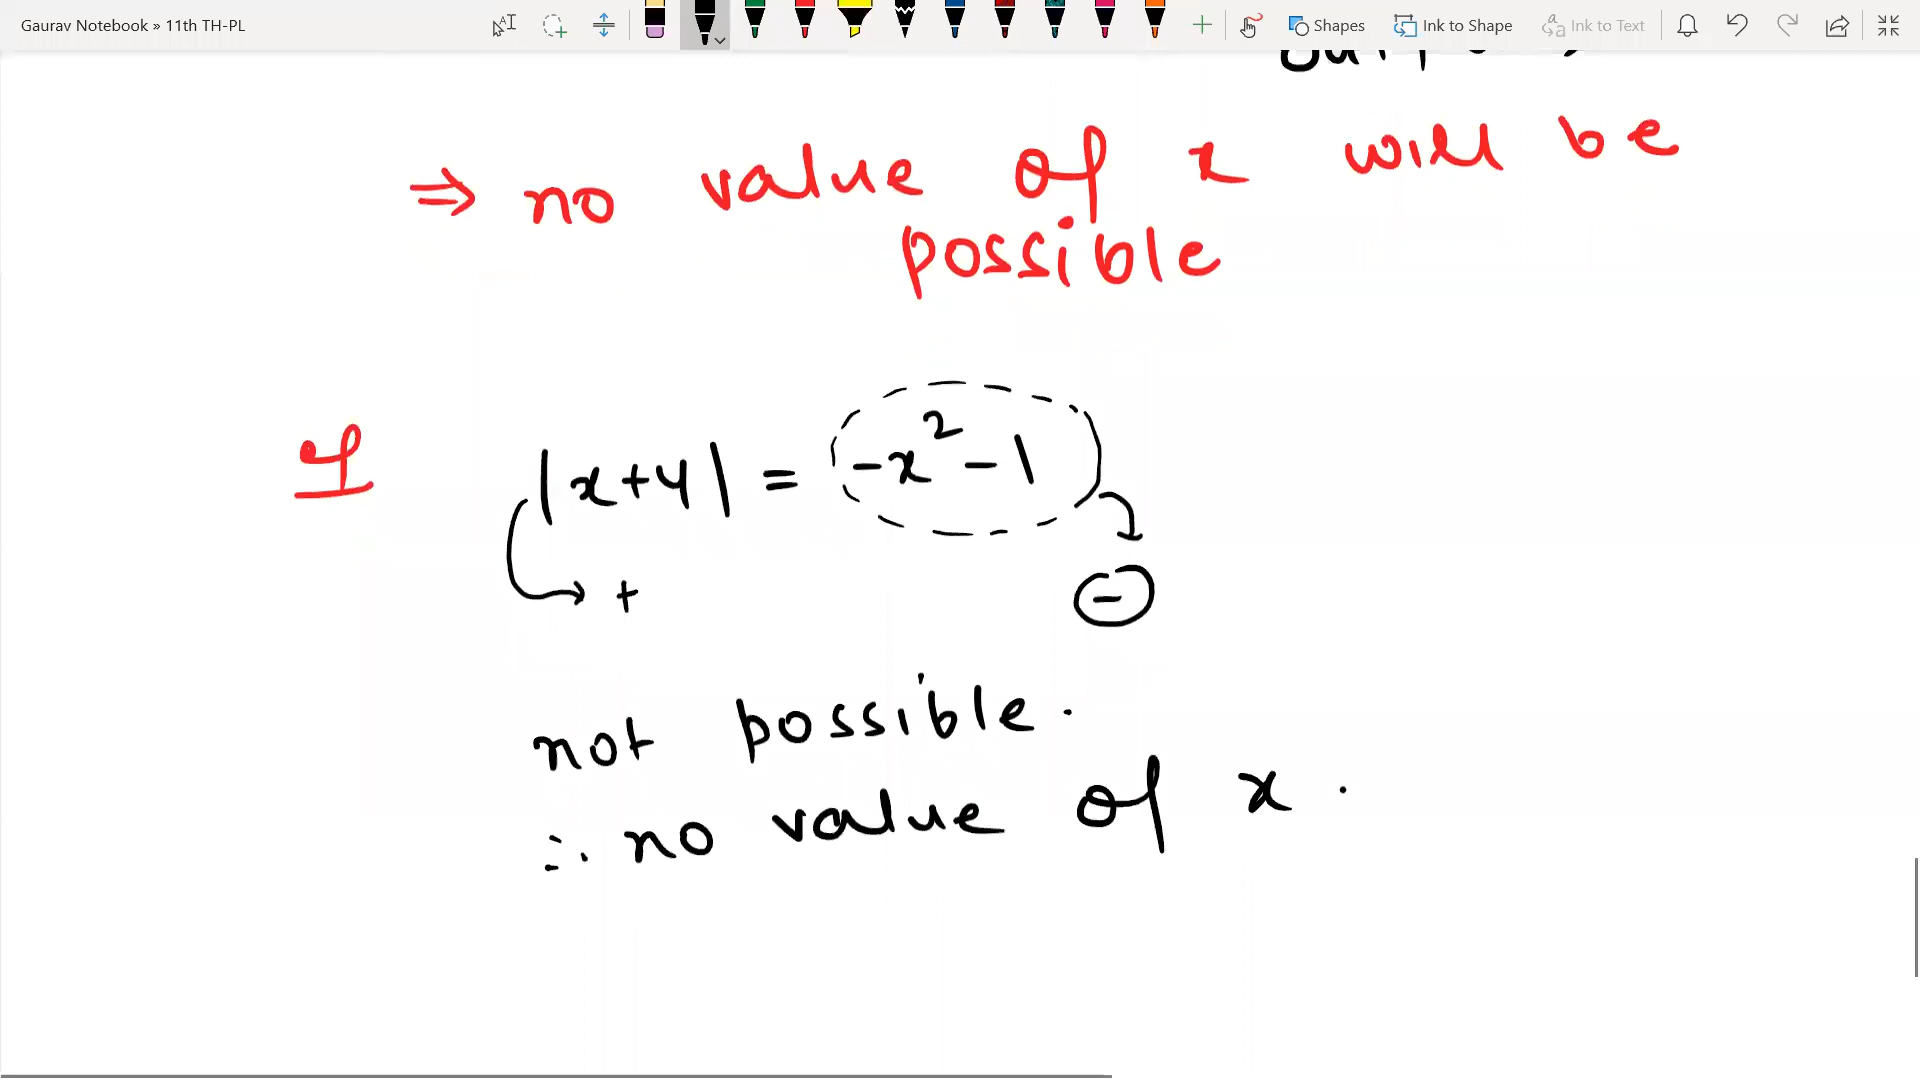 Gaurav Notebook » 11th TH-PL
Shapes
Ink to Shape
Ink to Text
⇒ no value of x will be
possible
|x+4| = -x² - 1
→ + -
not possible.
∴ no value of x.